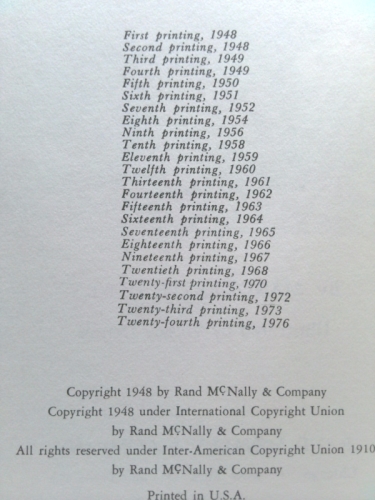 First printing, 1948
Second printing, 1948
Third printing, 1949
Fourth printing, 1949
Fifth printing, 1950
Sixth printing, 1951
Seventh printing, 1952
Eighth printing, 1954
Ninth printing, 1956
Tenth printing, 1958
Eleventh printing, 1959
Twelfth printing, 1960
Thirteenth printing, 1961
Fourteenth printing, 1962
Fifteenth printing, 1963
Sixteenth printing, 1964
Seventeenth printing, 1965
Eighteenth printing, 1966
Nineteenth printing, 1967
Twentieth printing, 1968
Twenty-first printing, 1970
Twenty-second printing, 1972
Twenty-third printing, 1973
Twenty-fourth printing, 1976
Copyright 1948 by Rand McNally & Company
Copyright 1948 under International Copyright Union
by Rand McNally & Company
All rights reserved under Inter-American Copyright Union 1910
by Rand McNally & Company
Printed in U.S.A.